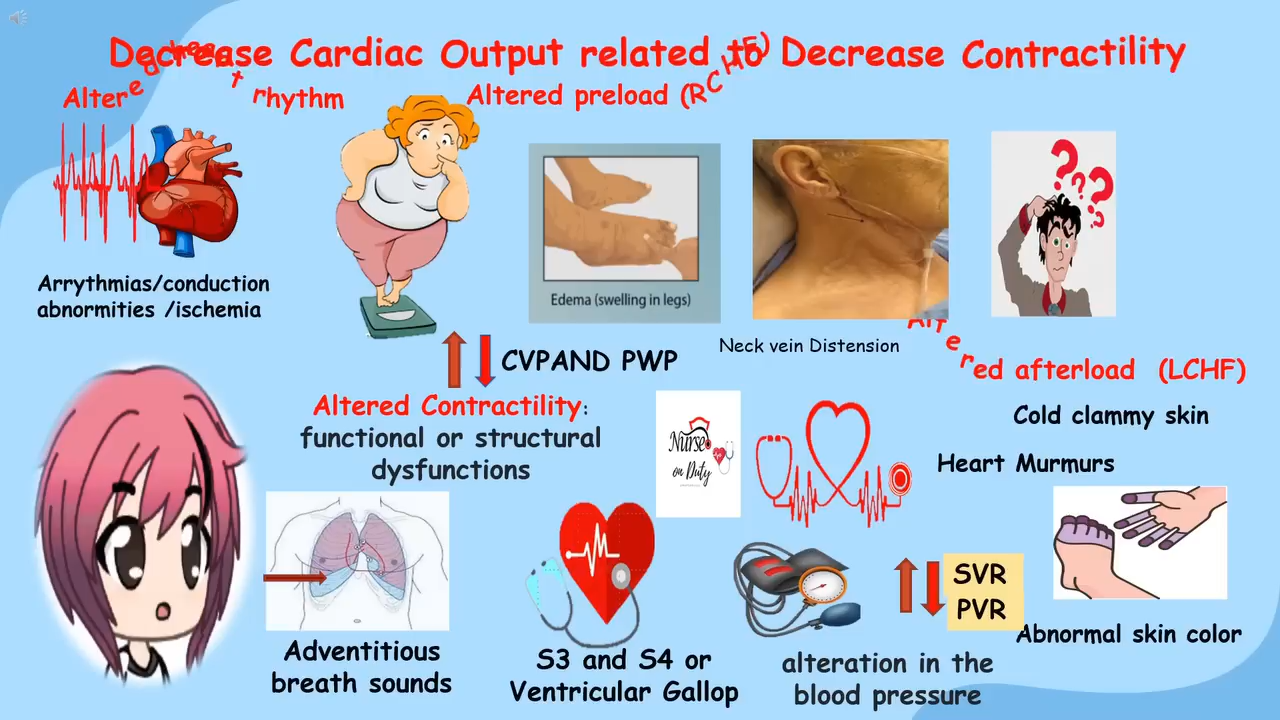 Decrease Cardiac Output related to Decrease Contractility
Altered heart rhythm
Altered preload (RCHF)
Arrythmias/conduction
abnormities /ischemia
Edema (swelling in legs)
Neck vein Distension
CVPAND PWP
Altered afterload (LCHF)
Altered Contractility:
functional or structural
dysfunctions
Cold clammy skin
Nurse
on Duty
Heart Murmurs
SVR
PVR
Abnormal skin color
Adventitious
breath sounds
S3 and S4 or
Ventricular Gallop
alteration in the
blood pressure